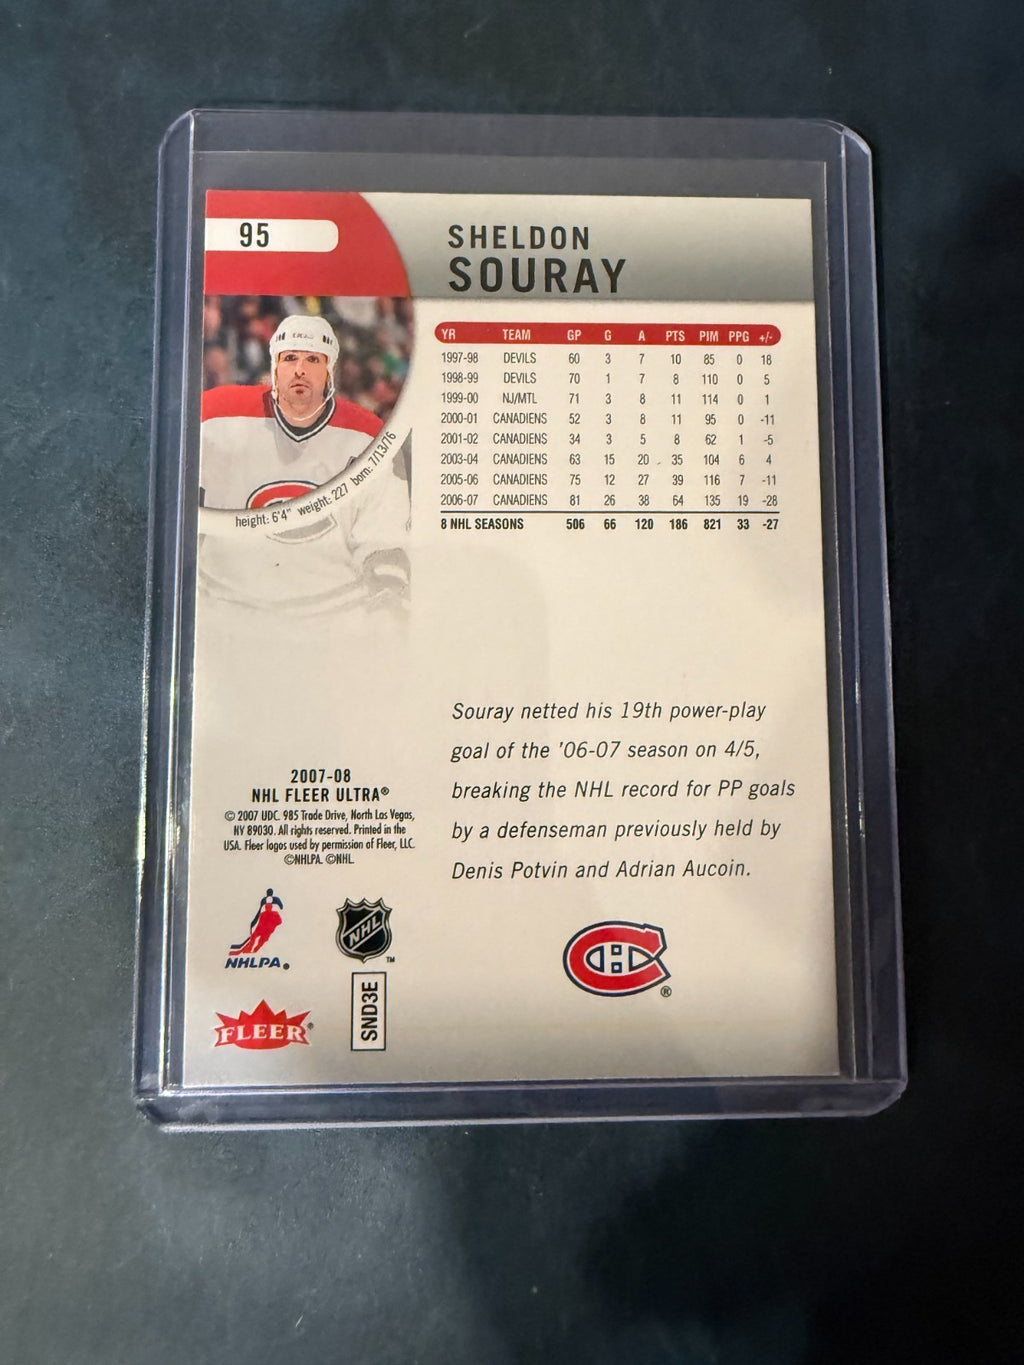 95
SHELDON
SOURAY
YR TEAM GP G A PTS PIM PPG +/-
1997-98 DEVILS 60 3 7 10 85 0 18
1998-99 DEVILS 70 1 7 8 110 0 5
1999-00 NJ/MTL 71 3 8 11 114 0 1
2000-01 CANADIENS 52 3 8 11 95 0 -11
2001-02 CANADIENS 34 3 5 8 62 1 -5
2003-04 CANADIENS 63 15 20 35 104 6 4
2005-06 CANADIENS 75 12 27 39 116 7 -11
2006-07 CANADIENS 81 26 38 64 135 19 -28
8 NHL SEASONS 506 66 120 186 821 33 -27
height: 6'4" weight: 227 born: 7/13/76
Souray netted his 19th power-play
goal of the '06-07 season on 4/5,
breaking the NHL record for PP goals
by a defenseman previously held by
Denis Potvin and Adrian Aucoin.
2007-08
NHL FLEER ULTRA®
© 2007 UDC. 985 Trade Drive, North Las Vegas,
NV 89030. All rights reserved. Printed in the
USA. Fleer logos used by permission of Fleer, LLC.
©NHLPA. ©NHL.
NHLPA®
NHL™
FLEER®
SND3E
CH®